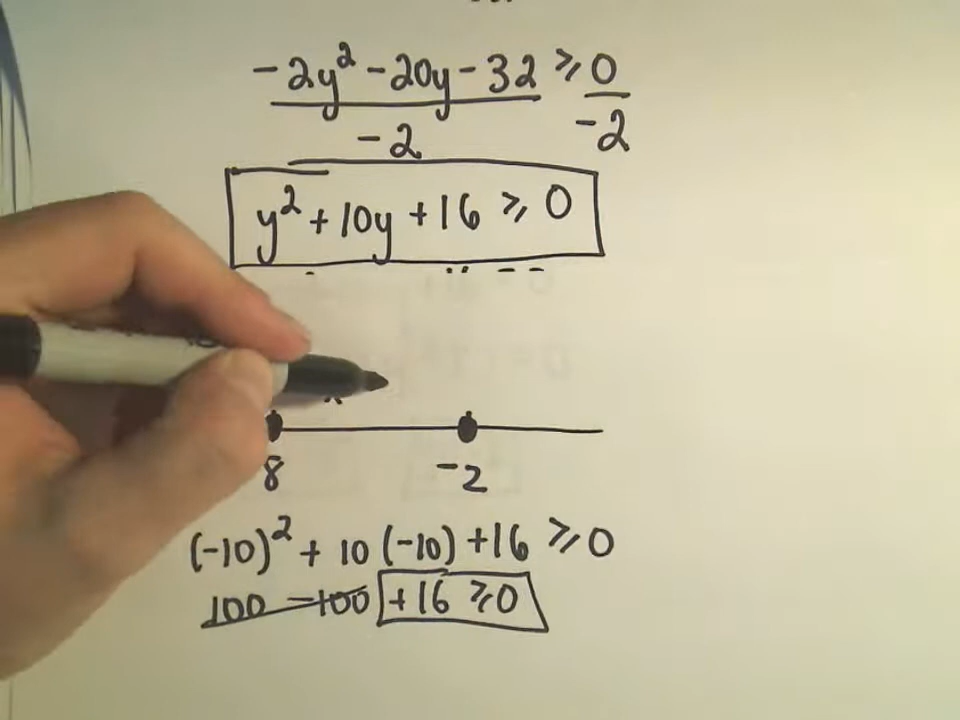 -2y² -20y -32 ≥ 0
-2 -2
y² + 10y + 16 ≥ 0
8 -2
(-10)² + 10 (-10) +16 ≥ 0
100 -100 +16 ≥ 0